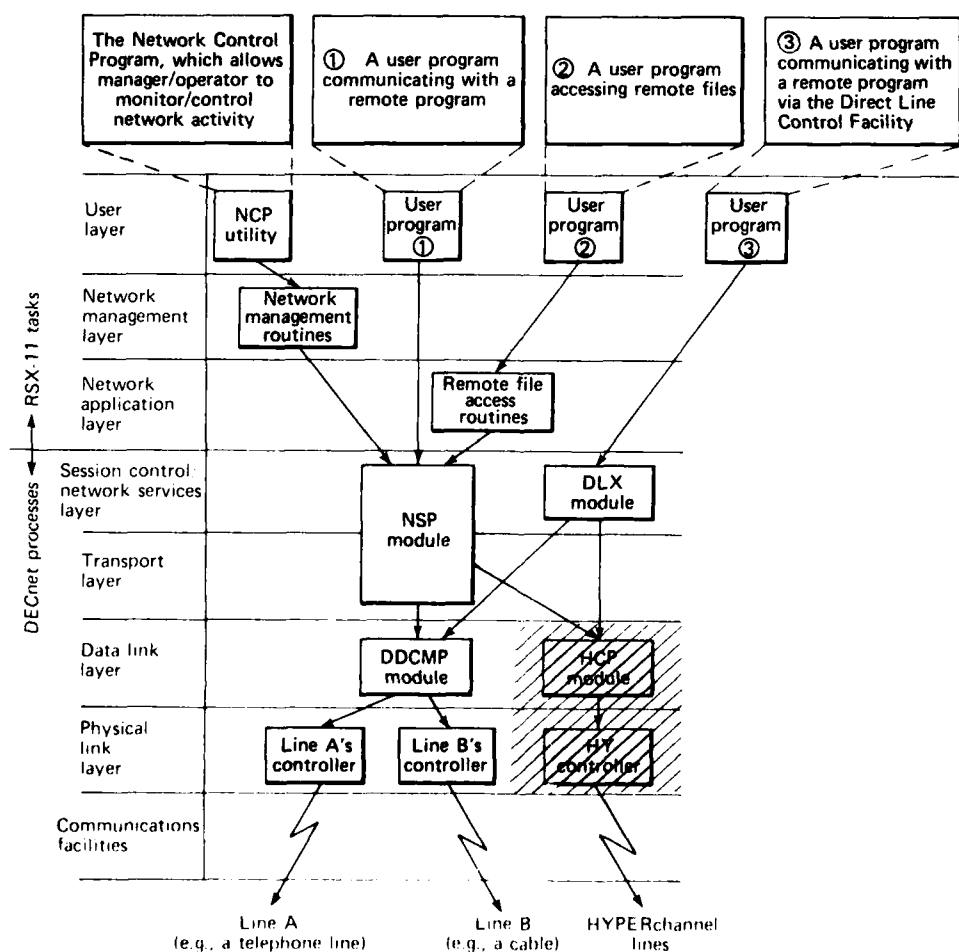 The Network Control
Program, which allows
manager/operator to
monitor/control
network activity
① A user program
communicating with a
remote program
② A user program
accessing remote files
③ A user program
communicating with
a remote program
via the Direct Line
Control Facility
User
layer
NCP
utility
User
program
①
User
program
②
User
program
③
Network
management
layer
Network
management
routines
Network
application
layer
Remote file
access
routines
RSX-11 tasks
DECnet processes
Session control
network services
layer
NSP
module
DLX
module
Transport
layer
Data link
layer
DDCMP
module
HCP
module
Physical
link
layer
Line A's
controller
Line B's
controller
HY
controller
Communications
facilities
Line A
(e.g., a telephone line)
Line B
(e.g., a cable)
HYPERchannel
lines